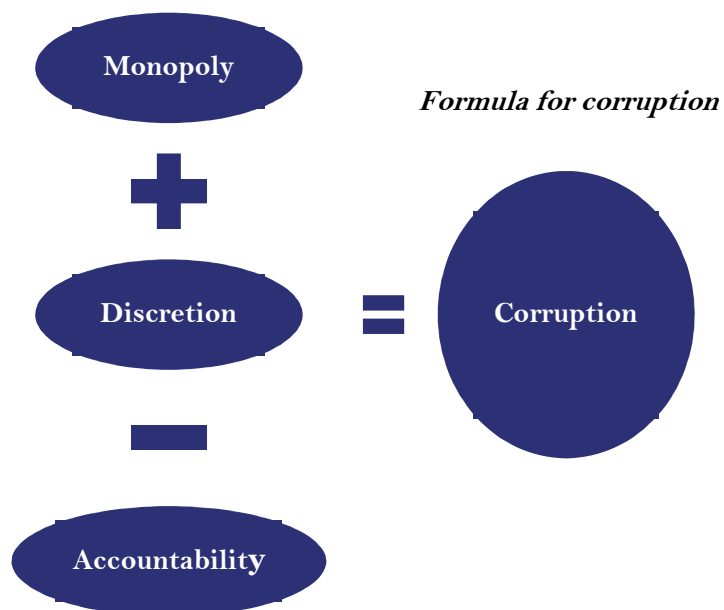 Monopoly
Formula for corruption
Discretion
Corruption
Accountability